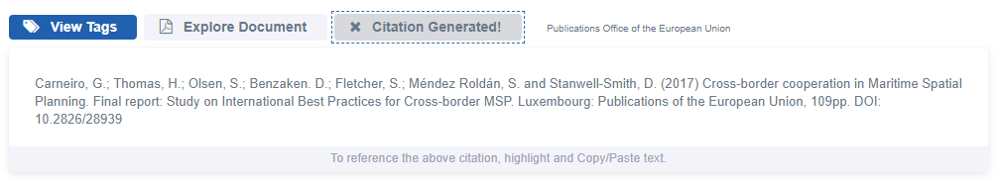 View Tags Explore Document Citation Generated! Publications Office of the European Union
Carneiro, G.; Thomas, H.; Olsen, S.; Benzaken. D.; Fletcher, S.; Méndez Roldán, S. and Stanwell-Smith, D. (2017) Cross-border cooperation in Maritime Spatial
Planning. Final report: Study on International Best Practices for Cross-border MSP. Luxembourg: Publications of the European Union, 109pp. DOI:
10.2826/28939
To reference the above citation, highlight and Copy/Paste text.